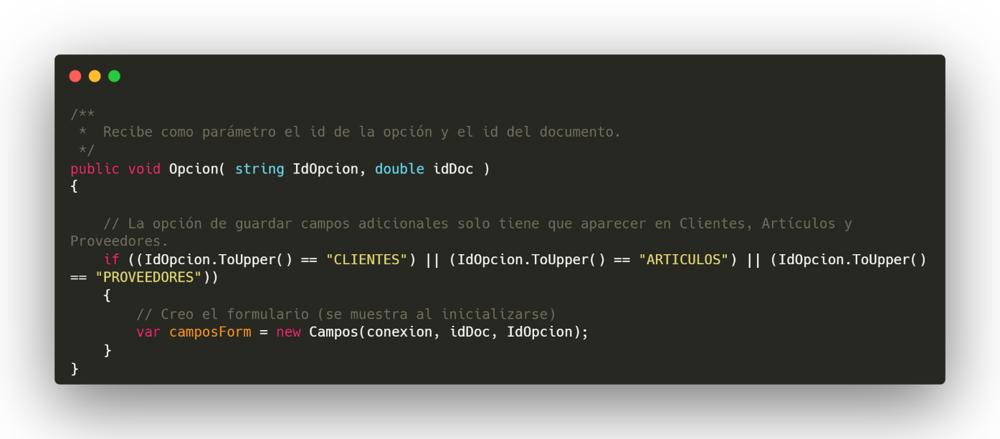 /**
 *  Recibe como parámetro el id de la opción y el id del documento.
 */
public void Opcion( string IdOpcion, double idDoc )
{
    // La opción de guardar campos adicionales solo tiene que aparecer en Clientes, Artículos y
Proveedores.
    if ((IdOpcion.ToUpper() == "CLIENTES") || (IdOpcion.ToUpper() == "ARTICULOS") || (IdOpcion.ToUpper()
== "PROVEEDORES"))
    {
        // Creo el formulario (se muestra al inicializarse)
        var camposForm = new Campos(conexion, idDoc, IdOpcion);
    }
}